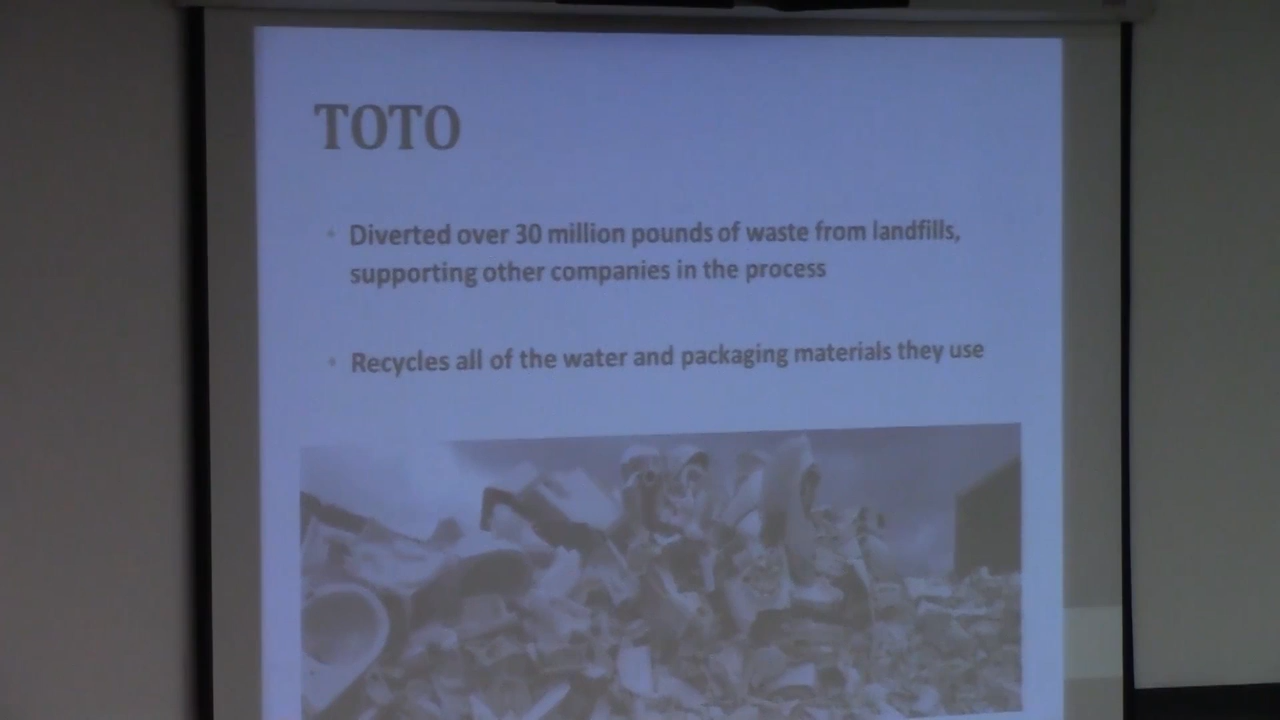 TOTO
• Diverted over 30 million pounds of waste from landfills,
supporting other companies in the process
• Recycles all of the water and packaging materials they use